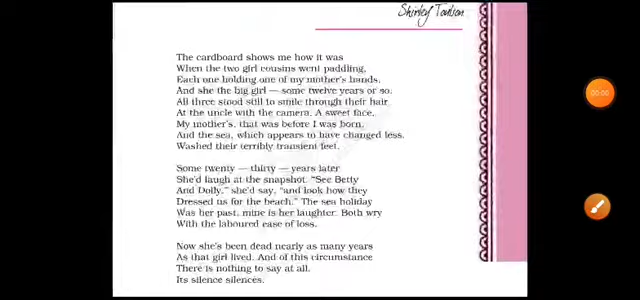 Shirley Toulson
The cardboard shows me how it was
When the two girl cousins went paddling,
Each one holding one of my mother's hands,
And she the big girl — some twelve years or so.
All three stood still to smile through their hair
At the uncle with the camera. A sweet face,
My mother's, that was before I was born.
And the sea, which appears to have changed less,
Washed their terribly transient feet.
Some twenty — thirty — years later
She'd laugh at the snapshot. "See Betty
And Dolly," she'd say, "and look how they
Dressed us for the beach." The sea holiday
Was her past, mine is her laughter. Both wry
With the laboured ease of loss.
Now she's been dead nearly as many years
As that girl lived. And of this circumstance
There is nothing to say at all.
Its silence silences.
00:00